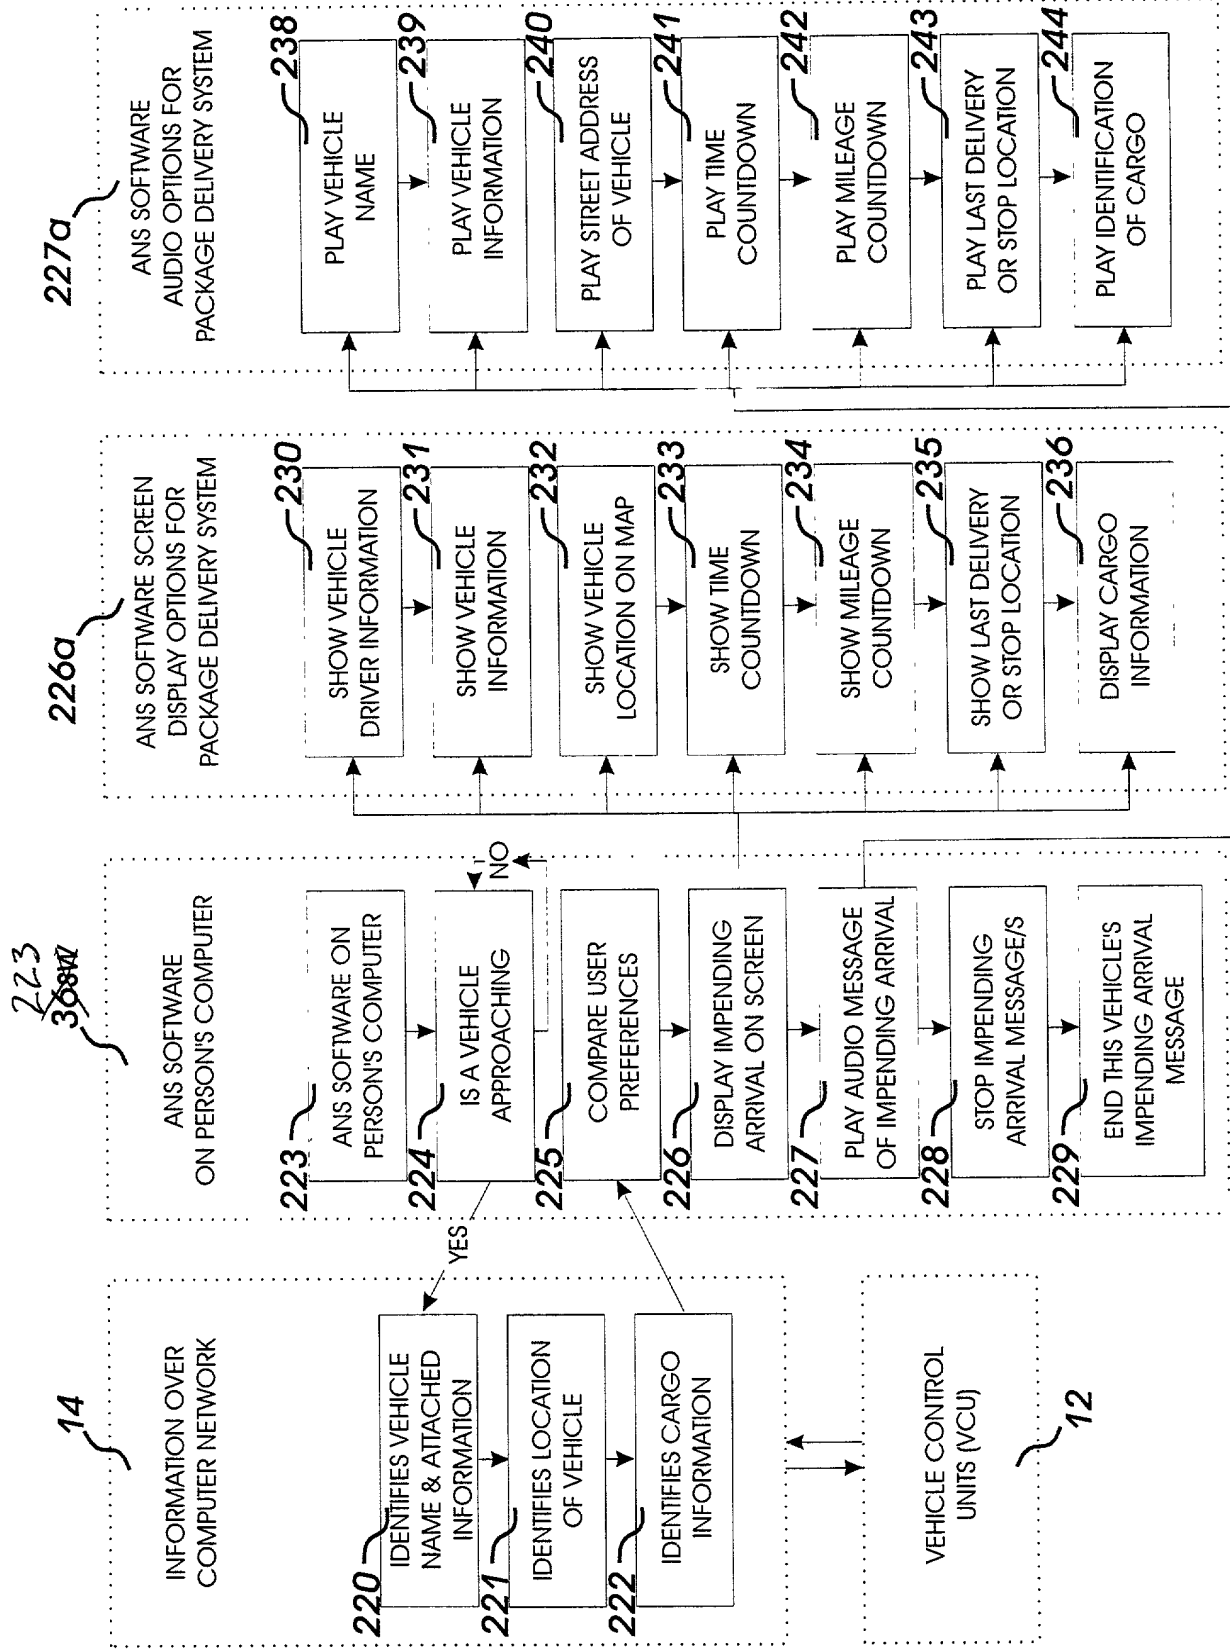 14
INFORMATION OVER
COMPUTER NETWORK
220
IDENTIFIES VEHICLE
NAME & ATTACHED
INFORMATION
221
IDENTIFIES LOCATION
OF VEHICLE
222
IDENTIFIES CARGO
INFORMATION
VEHICLE CONTROL
UNITS (VCU)
12
YES
223
368W
ANS SOFTWARE
ON PERSON'S COMPUTER
223
ANS SOFTWARE ON
PERSON'S COMPUTER
224
IS A VEHICLE
APPROACHING
NO
225
COMPARE USER
PREFERENCES
226
DISPLAY IMPENDING
ARRIVAL ON SCREEN
227
PLAY AUDIO MESSAGE
OF IMPENDING ARRIVAL
228
STOP IMPENDING
ARRIVAL MESSAGE/S
229
END THIS VEHICLE'S
IMPENDING ARRIVAL
MESSAGE
226a
ANS SOFTWARE SCREEN
DISPLAY OPTIONS FOR
PACKAGE DELIVERY SYSTEM
230
SHOW VEHICLE
DRIVER INFORMATION
231
SHOW VEHICLE
INFORMATION
232
SHOW VEHICLE
LOCATION ON MAP
233
SHOW TIME
COUNTDOWN
234
SHOW MILEAGE
COUNTDOWN
235
SHOW LAST DELIVERY
OR STOP LOCATION
236
DISPLAY CARGO
INFORMATION
227a
ANS SOFTWARE
AUDIO OPTIONS FOR
PACKAGE DELIVERY SYSTEM
238
PLAY VEHICLE
NAME
239
PLAY VEHICLE
INFORMATION
240
PLAY STREET ADDRESS
OF VEHICLE
241
PLAY TIME
COUNTDOWN
242
PLAY MILEAGE
COUNTDOWN
243
PLAY LAST DELIVERY
OR STOP LOCATION
244
PLAY IDENTIFICATION
OF CARGO